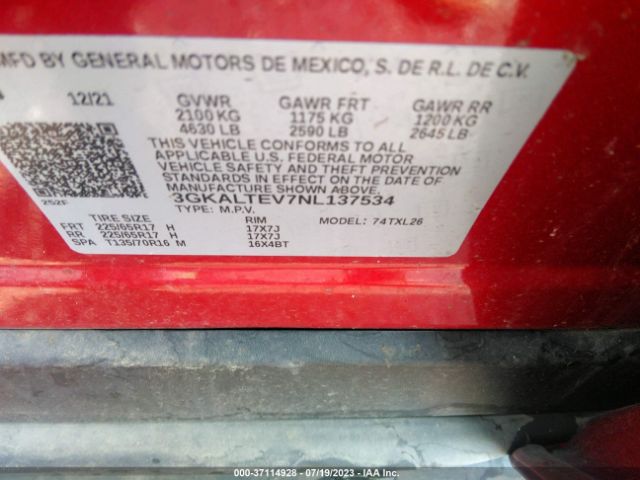 MFD BY GENERAL MOTORS DE MEXICO, S. DE R.L. DE C.V.
12/21 GVWR GAWR FRT GAWR RR
2100 KG 1175 KG 1200 KG
4630 LB 2590 LB 2645 LB
THIS VEHICLE CONFORMS TO ALL
APPLICABLE U.S. FEDERAL MOTOR
VEHICLE SAFETY AND THEFT PREVENTION
STANDARDS IN EFFECT ON THE DATE OF
MANUFACTURE SHOWN ABOVE.
252F 3GKALTEV7NL137534
TYPE: M.P.V. MODEL: 74TXL26
TIRE SIZE RIM
FRT 225/65R17 H 17X7J
RR 225/65R17 H 17X7J
SPA T135/70R16 M 16X4BT
000-37114928 - 07/19/2023 - IAA Inc.